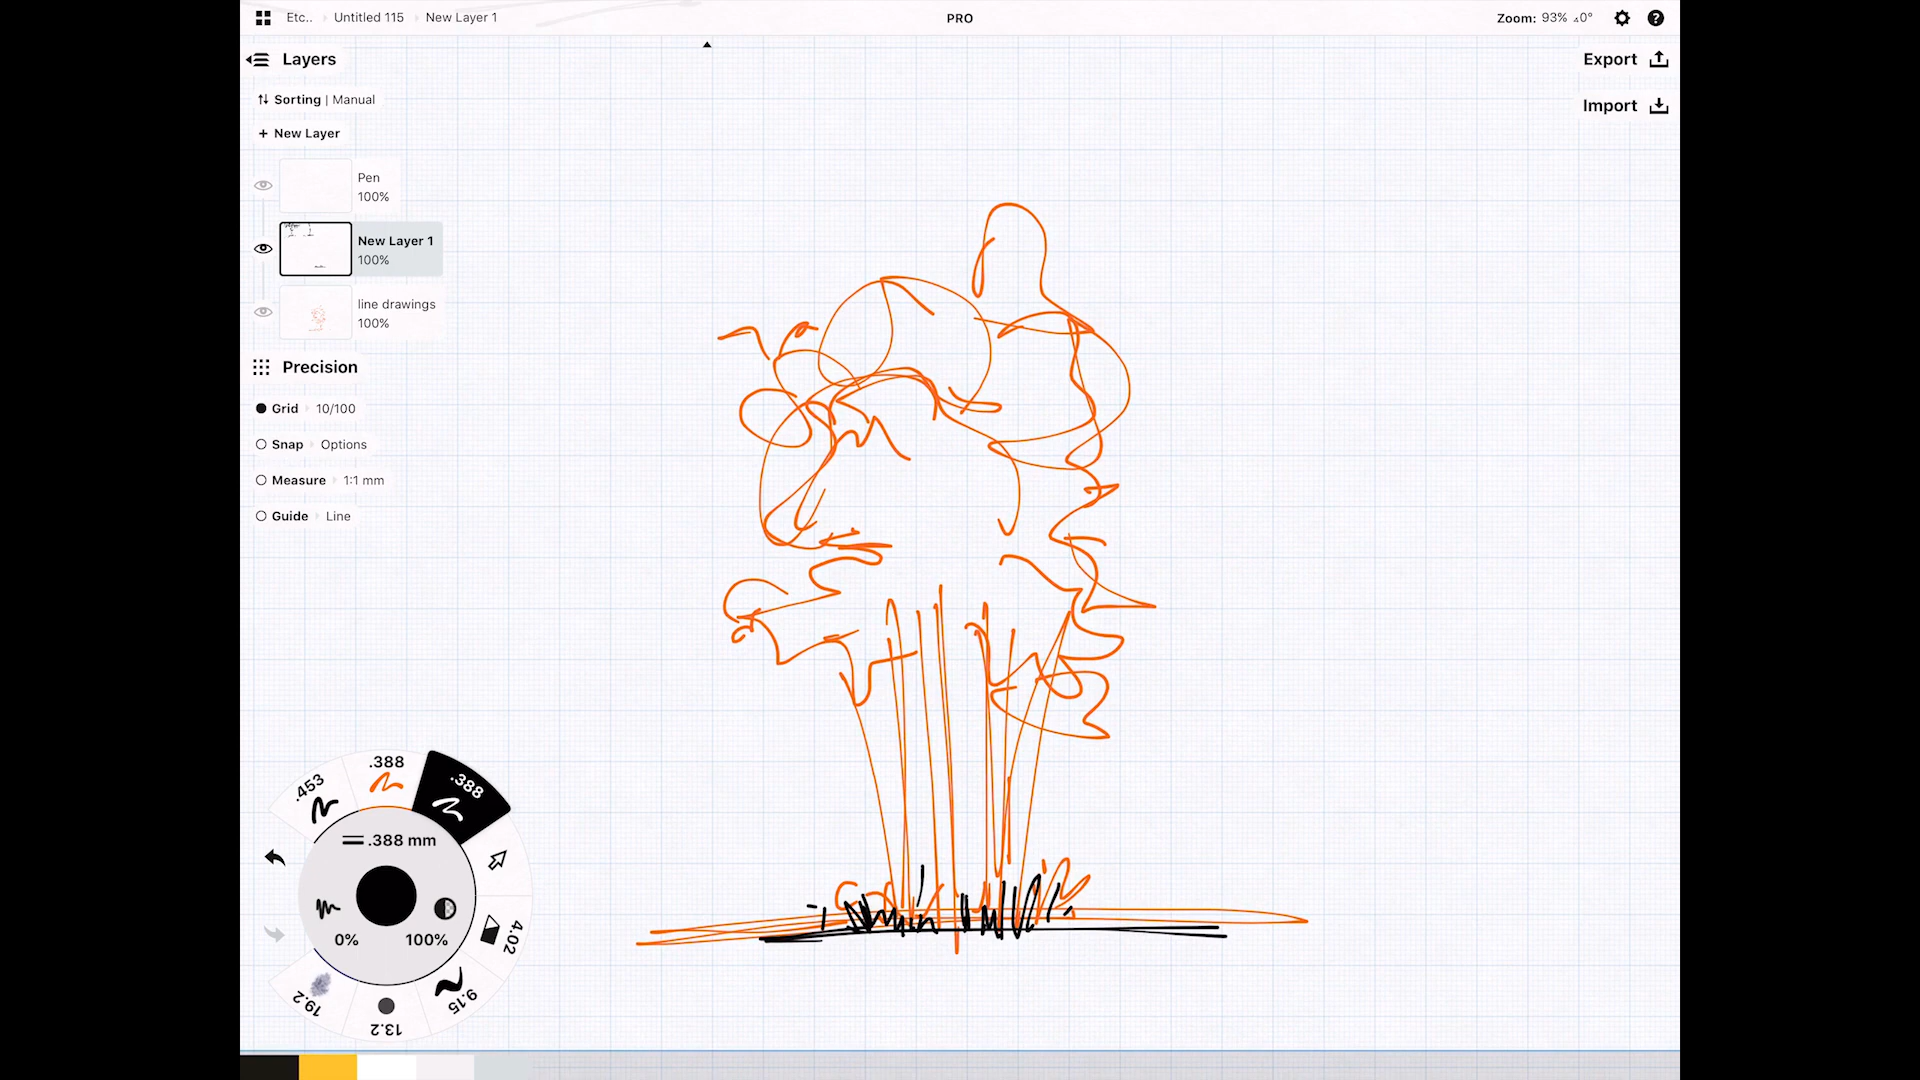 Etc.. Untitled 115 New Layer 1
PRO
Zoom: 93% ⊿0°
Layers
Export
Sorting | Manual
Import
+ New Layer
Pen
100%
New Layer 1
100%
line drawings
100%
Precision
Grid 10/100
Snap Options
Measure 1:1 mm
Guide Line
.453
.388
.388
.388 mm
0%
100%
4.02
9.15
13.2
19.2